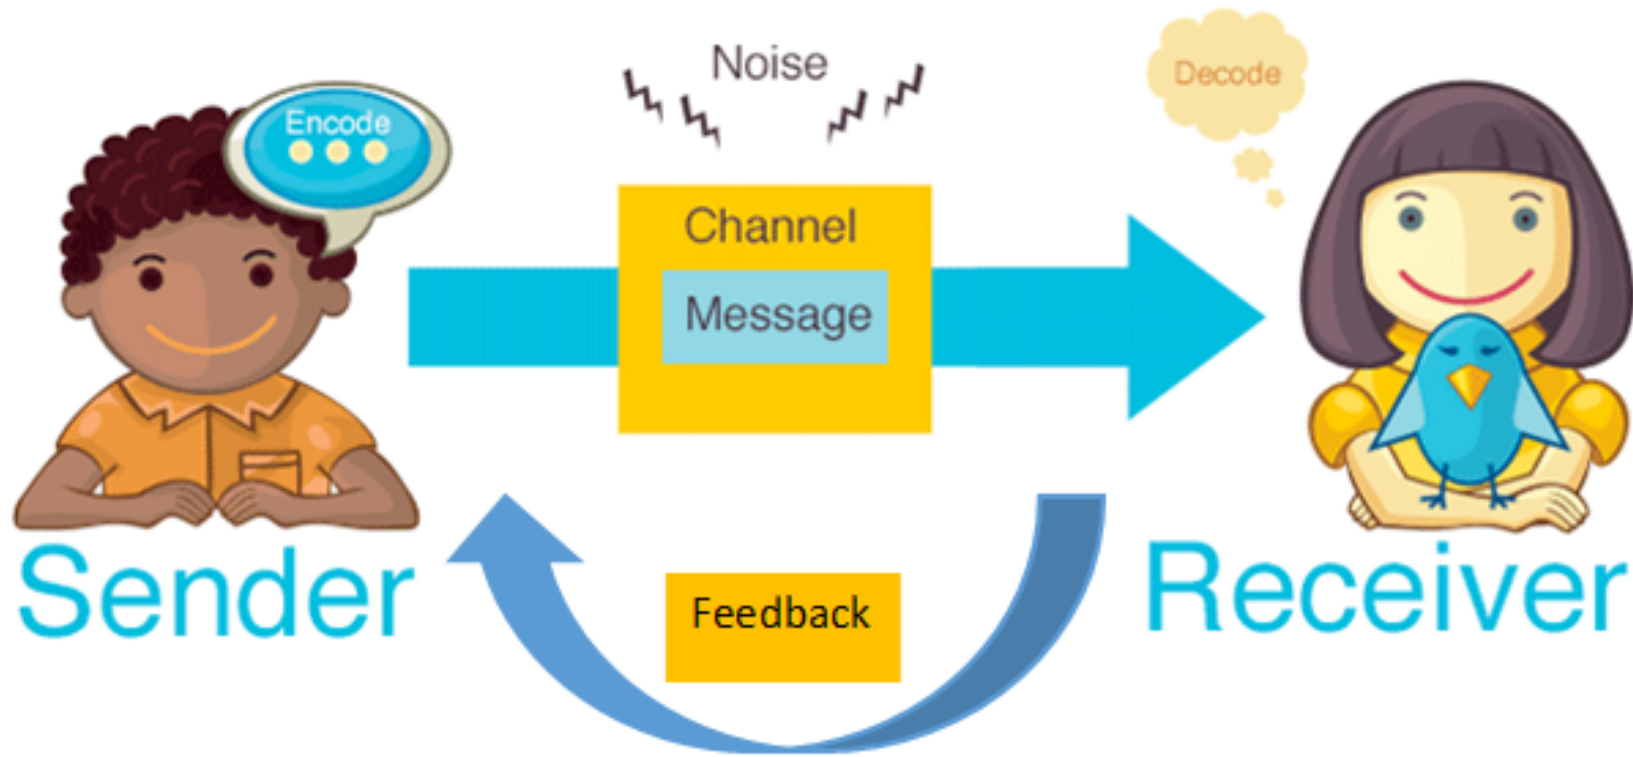 Noise
Decode
Encode
Channel
Message
Feedback
Sender
Receiver